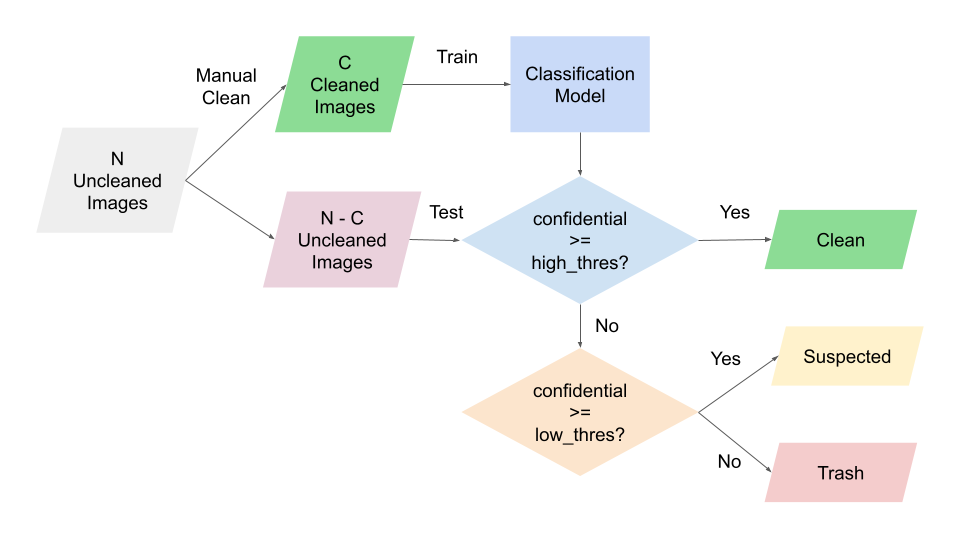 N
Uncleaned
Images
Manual
Clean
C
Cleaned
Images
Train
Classification
Model
N - C
Uncleaned
Images
Test
confidential
>=
high_thres?
Yes
Clean
No
confidential
>=
low_thres?
Yes
Suspected
No
Trash